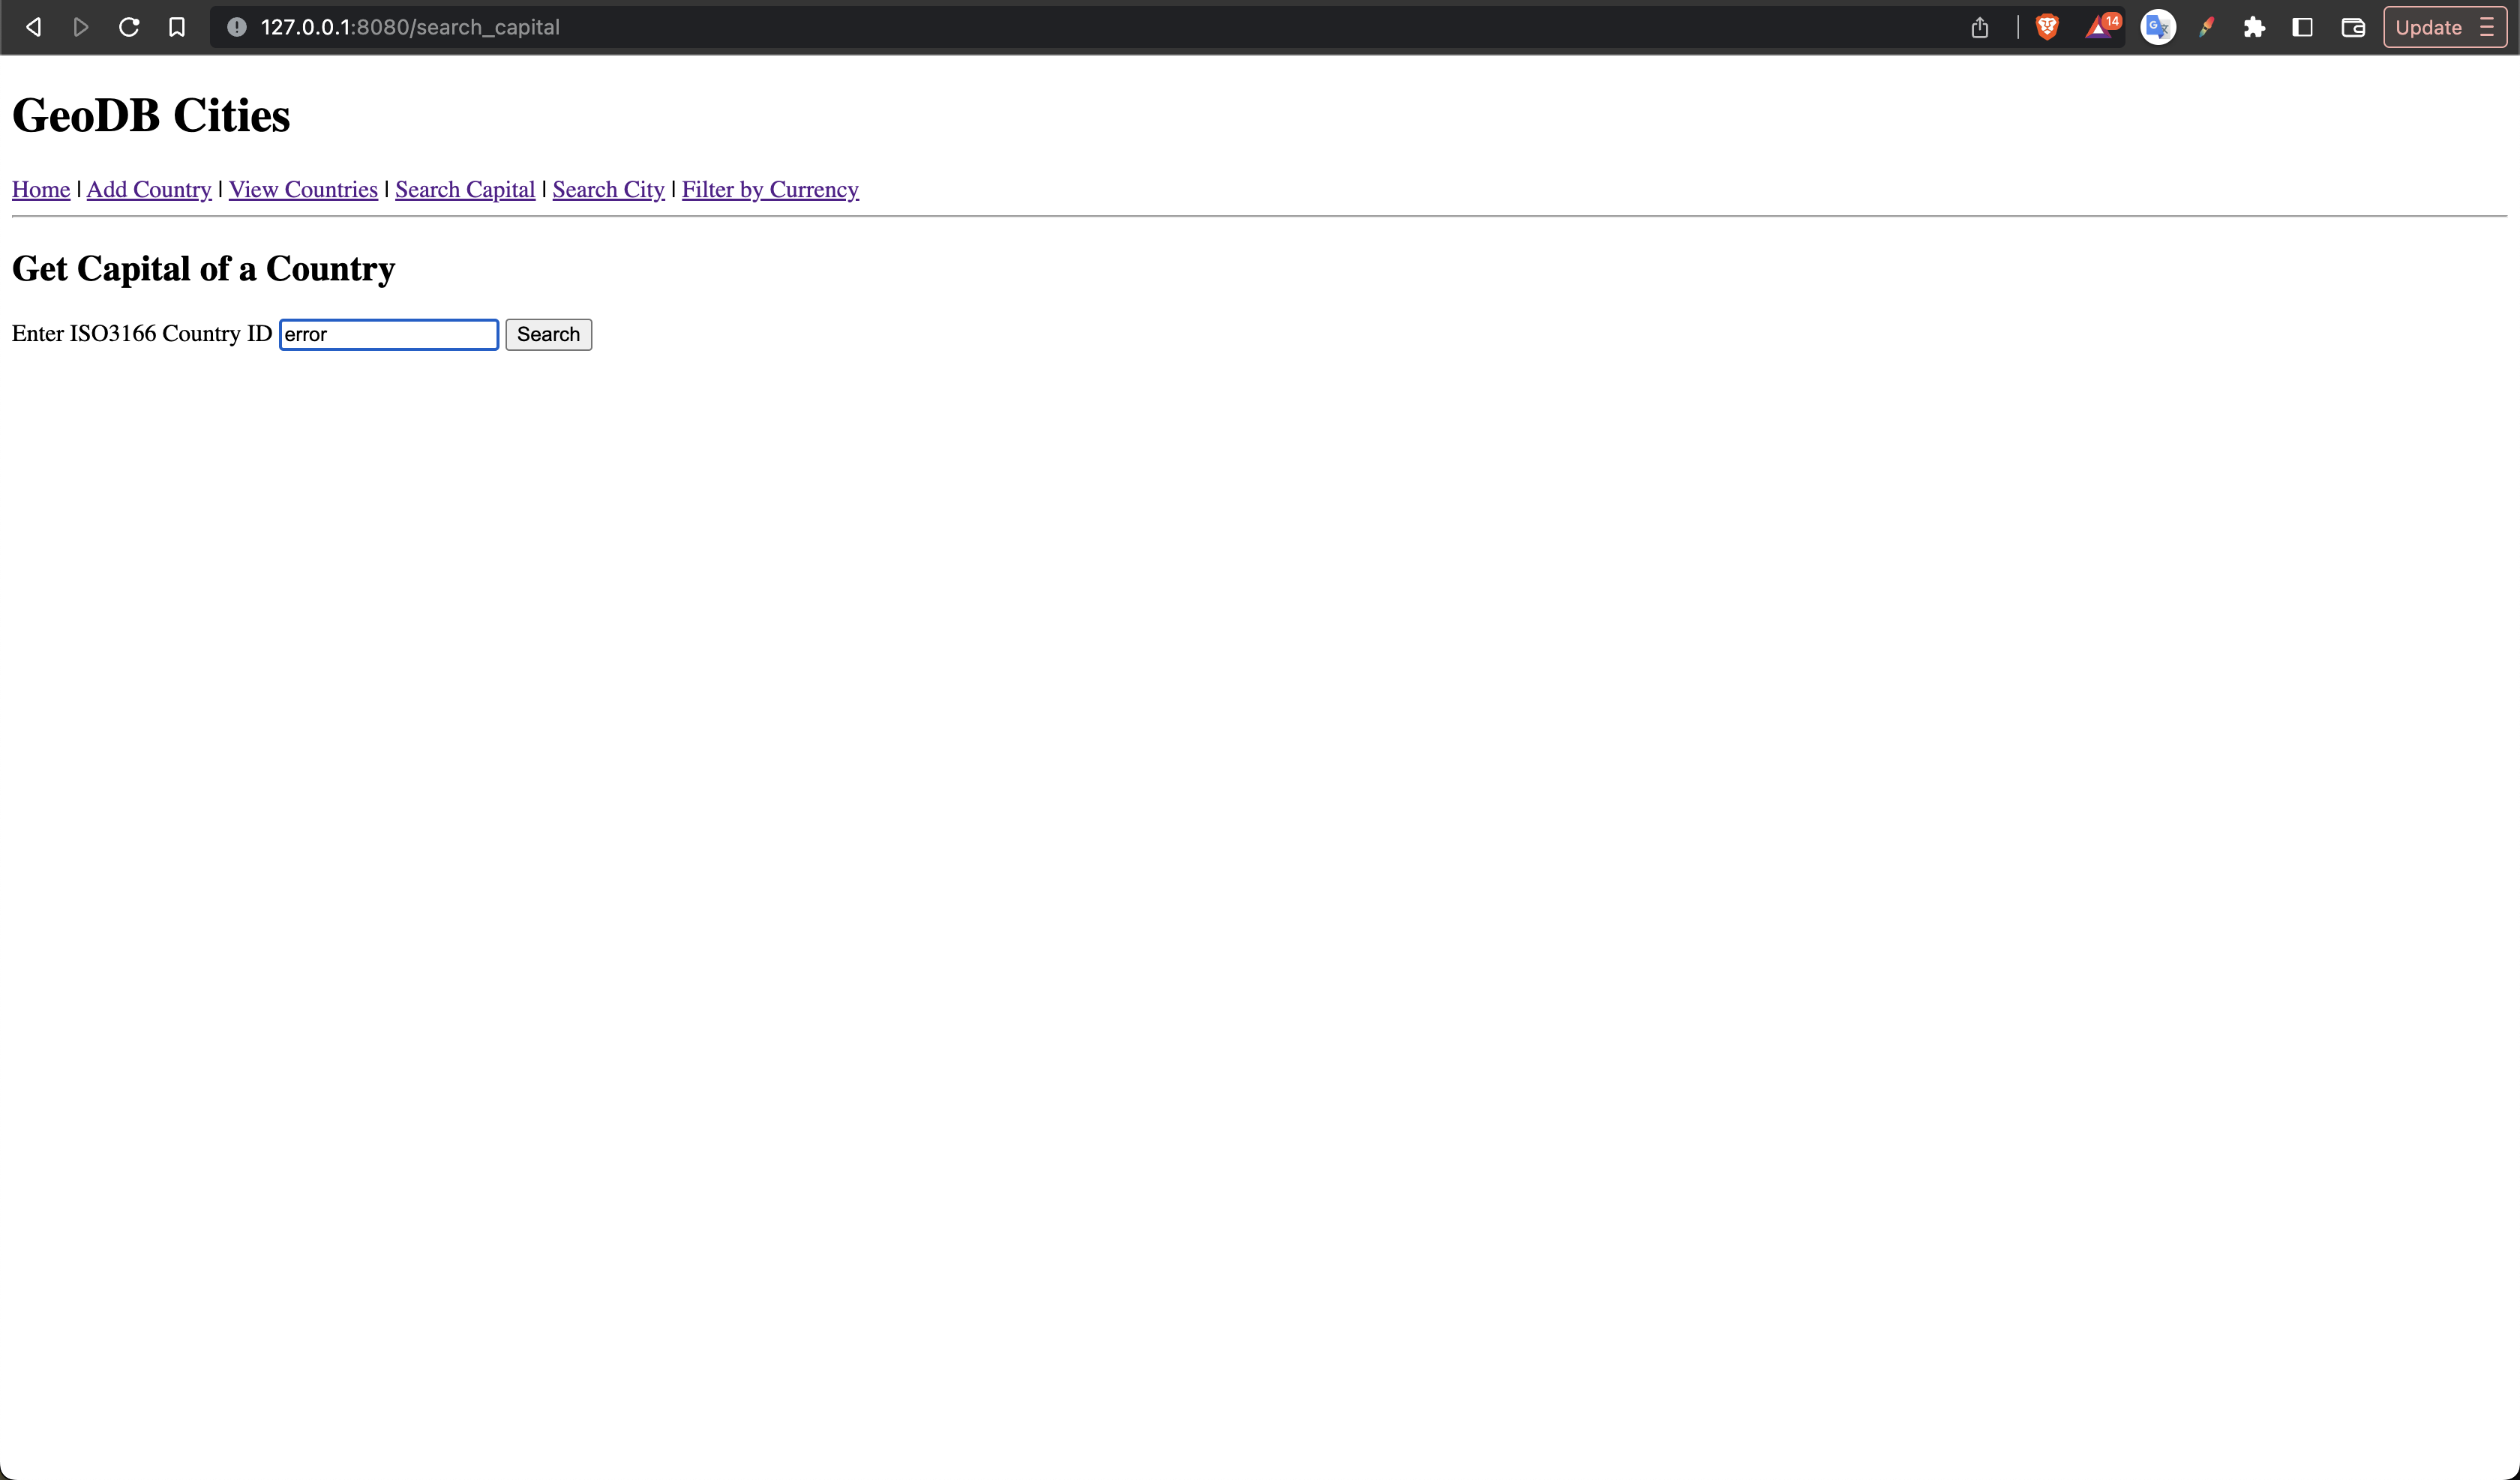 127.0.0.1:8080/search_capital
14
Update
GeoDB Cities
Home | Add Country | View Countries | Search Capital | Search City | Filter by Currency
Get Capital of a Country
Enter ISO3166 Country ID error Search